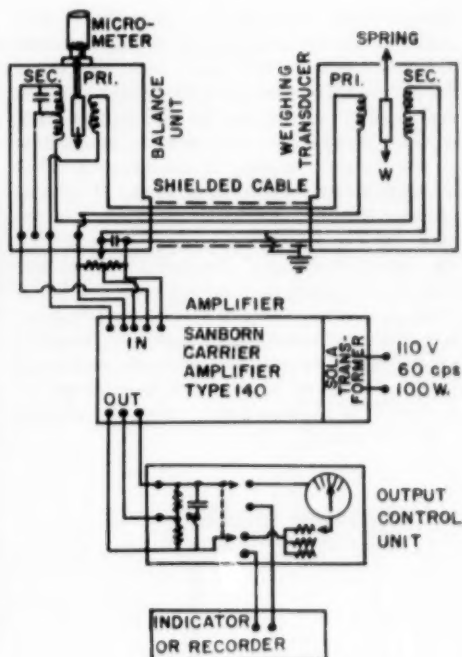 MICRO-
METER
SPRING
SEC.
PRI.
BALANCE
UNIT
WEIGHING
TRANSDUCER
PRI.
SEC.
W
SHIELDED CABLE
AMPLIFIER
IN
SANBORN
CARRIER
AMPLIFIER
TYPE 140
SOLA
TRANS-
FORMER
110 V
60 cps
100 W.
OUT
OUTPUT
CONTROL
UNIT
INDICATOR
OR RECORDER